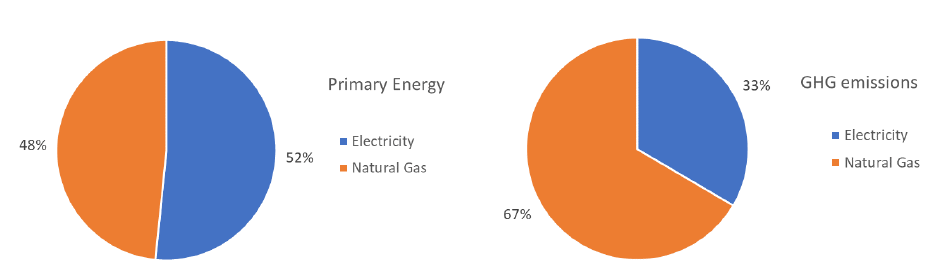 Primary Energy
48%
52%
Electricity
Natural Gas
GHG emissions
33%
67%
Electricity
Natural Gas